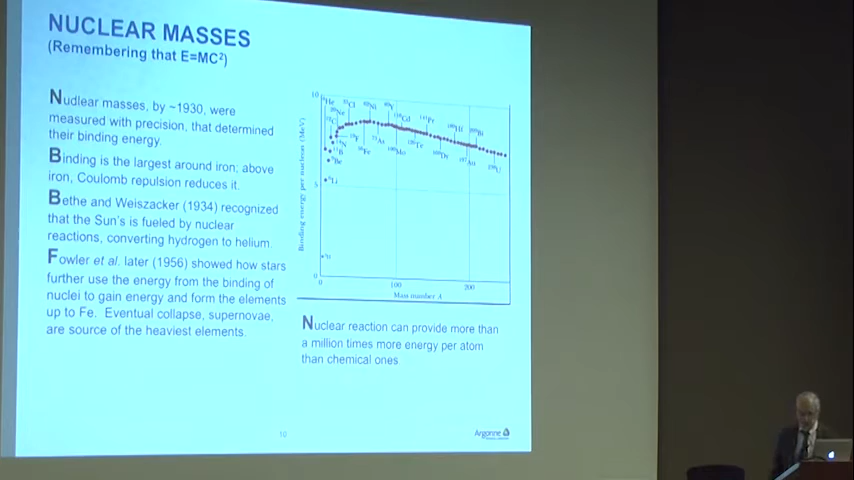 NUCLEAR MASSES
(Remembering that E=MC²)
Nudlear masses, by ~1930, were
measured with precision, that determined
their binding energy.
Binding is the largest around iron; above
iron, Coulomb repulsion reduces it.
Bethe and Weiszacker (1934) recognized
that the Sun's is fueled by nuclear
reactions, converting hydrogen to helium.
Fowler et al. later (1956) showed how stars
further use the energy from the binding of
nuclei to gain energy and form the elements
up to Fe. Eventual collapse, supernovae,
are source of the heaviest elements.
Binding energy per nucleon (MeV)
10
5
0
0
100
200
Mass number A
Nuclear reaction can provide more than
a million times more energy per atom
than chemical ones
10
Argonne